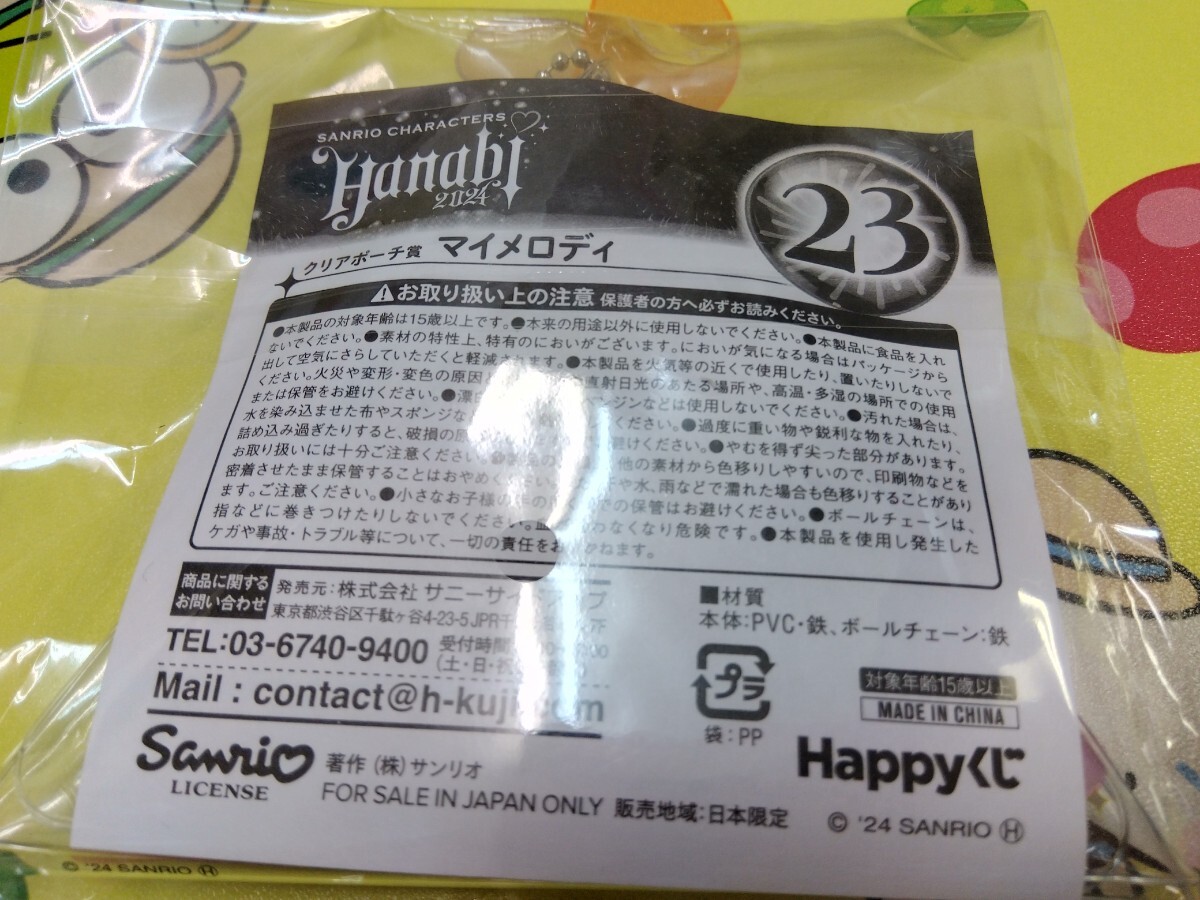 SANRIO CHARACTERS
Hanabi
2024
23
クリアポーチ賞 マイメロディ
お取り扱い上の注意 保護者の方へ必ずお読みください。
●本製品の対象年齢は15歳以上です。●本来の用途以外に使用しないでください。●本製品に食品を入れ
ないでください。●素材の特性上、特有のにおいがございます。においが気になる場合はパッケージから
出して空気にさらしていただくと軽減されます。●本製品を火気等の近くで使用したり、置いたりしないで
ください。火災や変形・変色の原因と 直射日光のあたる場所や、高温・多湿の場所での使用
または保管をお避けください。●漂 ベンジンなどは使用しないでください。●汚れた場合は、
水を染み込ませた布やスポンジな ください。●過度に重い物や鋭利な物を入れたり、
詰め込み過ぎたりすると、破損の原 避けください。●やむを得ず尖った部分があります。
お取り扱いには十分ご注意ください。 他の素材から色移りしやすいので、印刷物などを
密着させたまま保管することはおやめく や水、雨などで濡れた場合も色移りすることがあり
ます。ご注意ください。●小さなお子様の手の での保管はお避けください。●ボールチェーンは、
指などに巻きつけたりしないでください。 なくなり危険です。●本製品を使用し発生した
ケガや事故・トラブル等について、一切の責任をお かねます。
商品に関する
お問い合わせ
発売元:株式会社 サニーサイ
東京都渋谷区千駄ヶ谷4-23-5 JPR千
TEL:03-6740-9400
受付時間
(土・日・祝
Mail : contact@h-kuji.com
■材質
本体:PVC・鉄、ボールチェーン:鉄
プラ
袋:PP
対象年齢15歳以上
MADE IN CHINA
Sanrio
LICENSE
著作 (株) サンリオ
Happyくじ
FOR SALE IN JAPAN ONLY 販売地域:日本限定
© '24 SANRIO Ⓗ
© '24 SANRIO Ⓗ